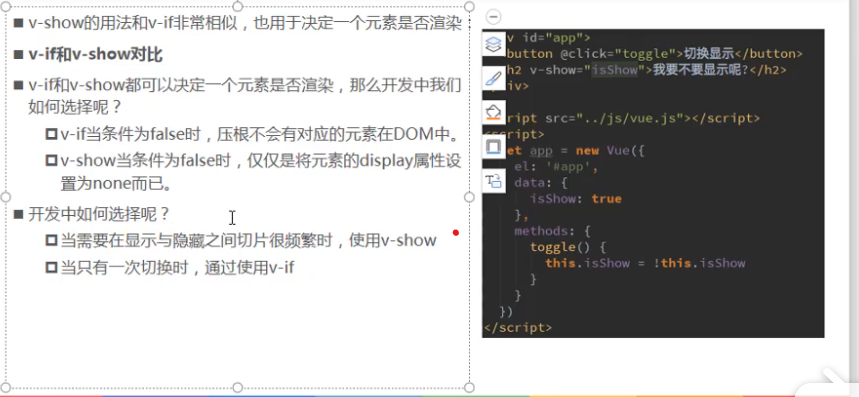 v-show的用法和v-if非常相似，也用于决定一个元素是否渲染：
v-if和v-show对比
v-if和v-show都可以决定一个元素是否渲染，那么开发中我们
如何选择呢？
v-if当条件为false时，压根不会有对应的元素在DOM中。
v-show当条件为false时，仅仅是将元素的display属性设
置为none而已。
开发中如何选择呢？
当需要在显示与隐藏之间切片很频繁时，使用v-show
当只有一次切换时，通过使用v-if
v id="app">
button @click="toggle">切换显示</button>
h2 v-show="isShow">我要不要显示呢?</h2>
iv>
ript src="../js/vue.js"></script>
script>
et app = new Vue({
el: '#app',
data: {
isShow: true
},
methods: {
toggle() {
this.isShow = !this.isShow
}
}
})
</script>